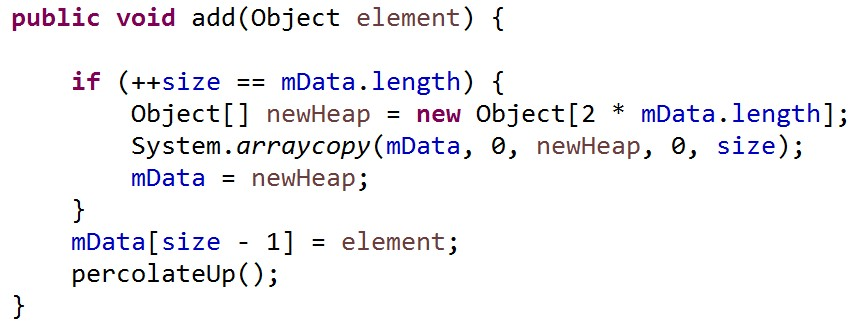 public void add(Object element) {
if (++size == mData.length) {
Object[] newHeap = new Object[2 * mData.length];
System.arraycopy(mData, 0, newHeap, 0, size);
mData = newHeap;
}
mData[size - 1] = element;
percolateUp();
}